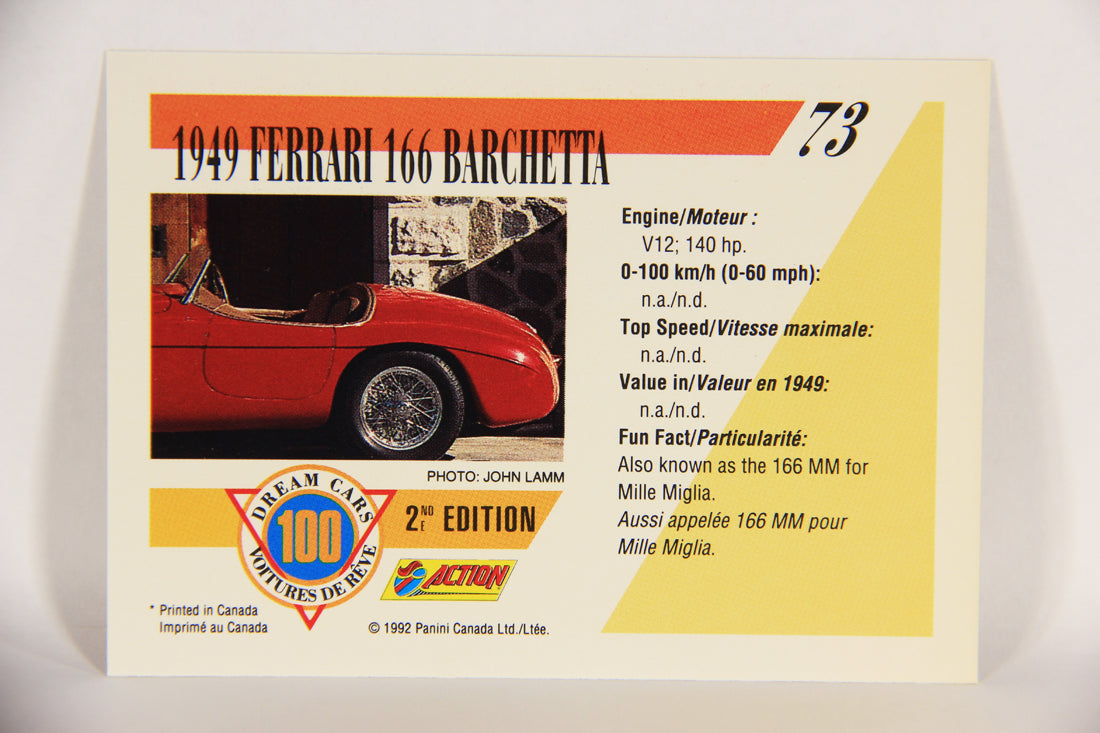 1949 FERRARI 166 BARCHETTA
73
Engine/Moteur :
V12; 140 hp.
0-100 km/h (0-60 mph):
n.a./n.d.
Top Speed/Vitesse maximale:
n.a./n.d.
Value in/Valeur en 1949:
n.a./n.d.
Fun Fact/Particularité:
Also known as the 166 MM for
Mille Miglia.
Aussi appelée 166 MM pour
Mille Miglia.
PHOTO: JOHN LAMM
DREAM CARS
100
VOITURES DE RÊVE
2ND E EDITION
ACTION
* Printed in Canada
Imprimé au Canada
© 1992 Panini Canada Ltd./Ltée.